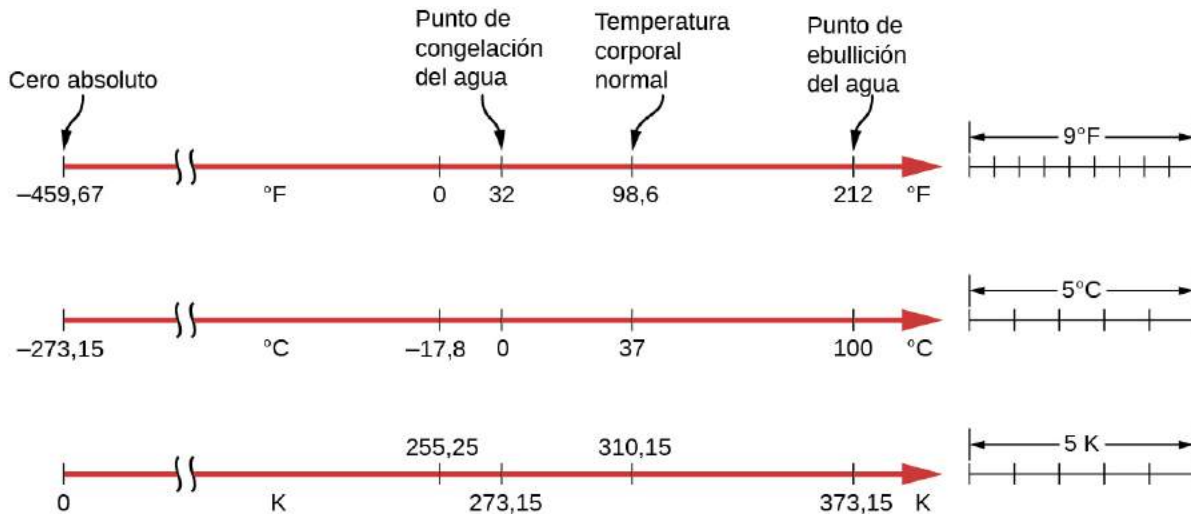 Cero absoluto
Punto de
congelación
del agua
Temperatura
corporal
normal
Punto de
ebullición
del agua
9°F
–459,67 °F 0 32 98,6 212 °F
5°C
–273,15 °C –17,8 0 37 100 °C
255,25 310,15
5 K
0 K 273,15 373,15 K